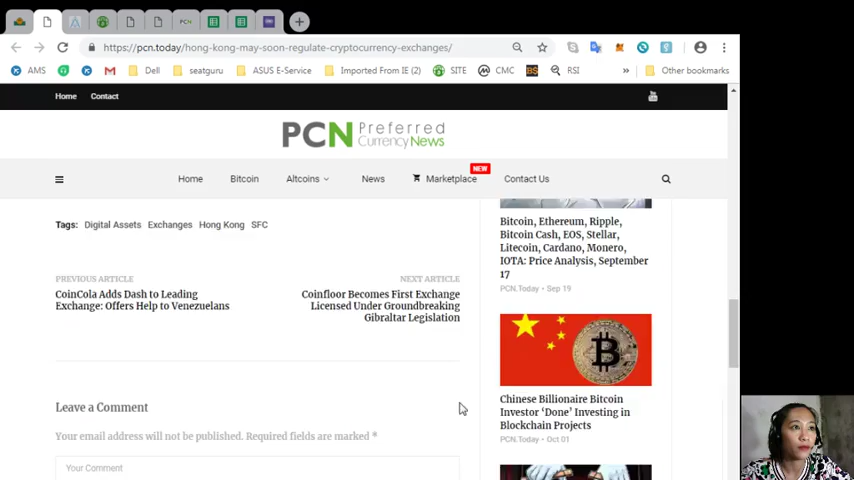 PCN
https://pcn.today/hong-kong-may-soon-regulate-cryptocurrency-exchanges/
AMS
Dell
seatguru
ASUS E-Service
Imported From IE (2)
SITE
CMC
RSI
»
Other bookmarks
Home
Contact
PCN Preferred
Currency News
Home
Bitcoin
Altcoins
News
Marketplace
NEW
Contact Us
Tags: Digital Assets Exchanges Hong Kong SFC
PREVIOUS ARTICLE
CoinCola Adds Dash to Leading
Exchange: Offers Help to Venezuelans
NEXT ARTICLE
Coinfloor Becomes First Exchange
Licensed Under Groundbreaking
Gibraltar Legislation
Leave a Comment
Your email address will not be published. Required fields are marked *
Your Comment
Bitcoin, Ethereum, Ripple,
Bitcoin Cash, EOS, Stellar,
Litecoin, Cardano, Monero,
IOTA: Price Analysis, September
17
PCN.Today • Sep 19
Chinese Billionaire Bitcoin
Investor ‘Done’ Investing in
Blockchain Projects
PCN.Today • Oct 01